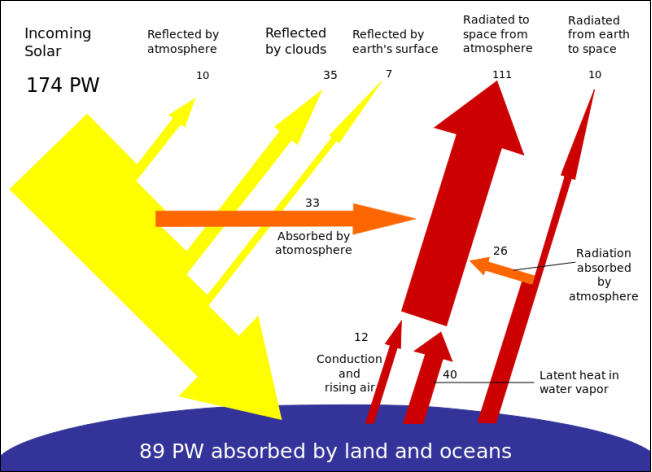 Incoming
Solar
174 PW
Reflected by
atmosphere
10
Reflected
by clouds
35
Reflected by
earth's surface
7
Radiated to
space from
atmosphere
111
Radiated
from earth
to space
10
33
Absorbed by
atomosphere
26
Radiation
absorbed
by
atmosphere
12
Conduction
and
rising air
40
Latent heat in
water vapor
89 PW absorbed by land and oceans